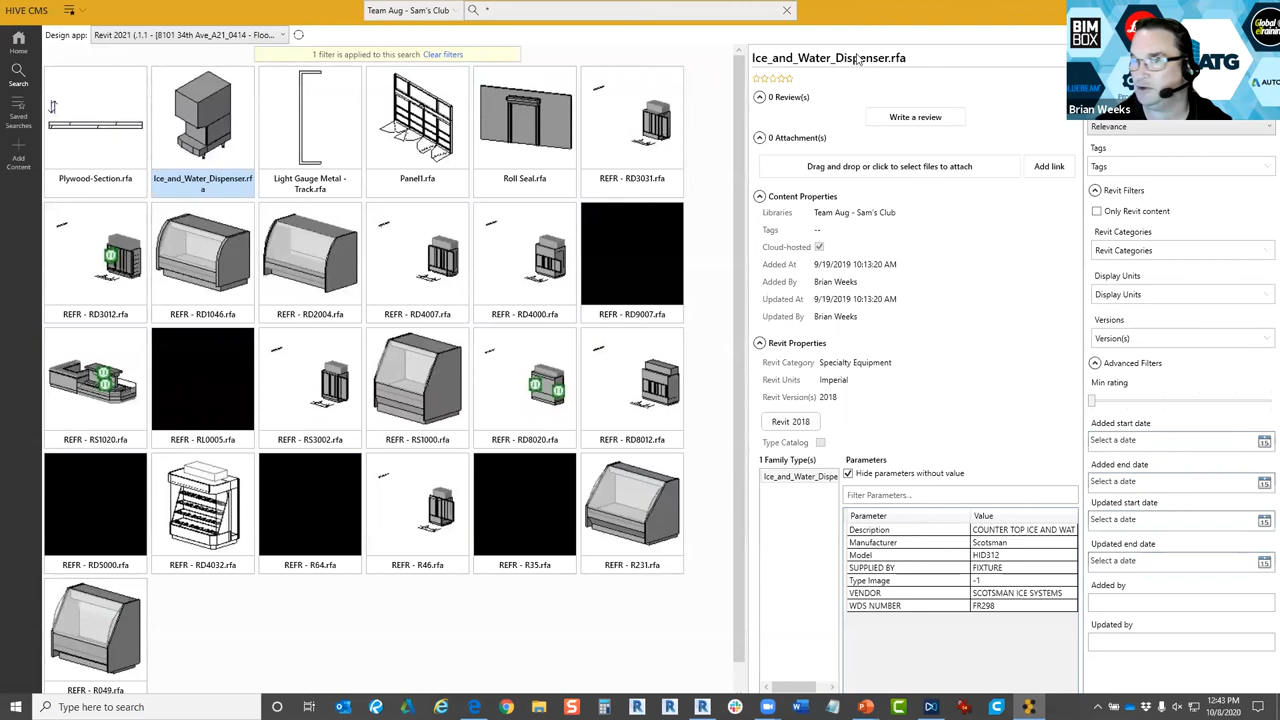 HIVE CMS
Team Aug - Sam's Club
*
Design app:
Revit 2021 (.1.1 - [8101 34th Ave_A21_0414 - Floo...
1 filter is applied to this search Clear filters
Home
Search
Saved
Searches
Add
Content
Plywood-Section.rfa
Ice_and_Water_Dispenser.rf
a
Light Gauge Metal -
Track.rfa
Panel1.rfa
Roll Seal.rfa
REFR - RD3031.rfa
REFR - RD3012.rfa
REFR - RD1046.rfa
REFR - RD2004.rfa
REFR - RD4007.rfa
REFR - RD4000.rfa
REFR - RD9007.rfa
REFR - RS1020.rfa
REFR - RL0005.rfa
REFR - RS3002.rfa
REFR - RS1000.rfa
REFR - RD8020.rfa
REFR - RD8012.rfa
REFR - RD5000.rfa
REFR - RD4032.rfa
REFR - R64.rfa
REFR - R46.rfa
REFR - R35.rfa
REFR - R231.rfa
REFR - R049.rfa
Ice_and_Water_Dispenser.rfa
0 Review(s)
Write a review
0 Attachment(s)
Drag and drop or click to select files to attach
Add link
Content Properties
Libraries Team Aug - Sam's Club
Tags --
Cloud-hosted
Added At 9/19/2019 10:13:20 AM
Added By Brian Weeks
Updated At 9/19/2019 10:13:20 AM
Updated By Brian Weeks
Revit Properties
Revit Category Specialty Equipment
Revit Units Imperial
Revit Version(s) 2018
Revit 2018
Type Catalog
1 Family Type(s)
Ice_and_Water_Dispe
Parameters
Hide parameters without value
Filter Parameters...
Parameter Value
Description COUNTER TOP ICE AND WAT
Manufacturer Scotsman
Model HID312
SUPPLIED BY FIXTURE
Type Image -1
VENDOR SCOTSMAN ICE SYSTEMS
WDS NUMBER FR298
BIM
BOX
Global
eTraining
ATG
BLUEBEAM
AUTO
Brian Weeks
Relevance
Tags
Tags
Revit Filters
Only Revit content
Revit Categories
Revit Categories
Display Units
Display Units
Versions
Version(s)
Advanced Filters
Min rating
Added start date
Select a date
15
Added end date
Select a date
15
Updated start date
Select a date
15
Updated end date
Select a date
15
Added by
Updated by
Type here to search
12:43 PM
10/8/2020